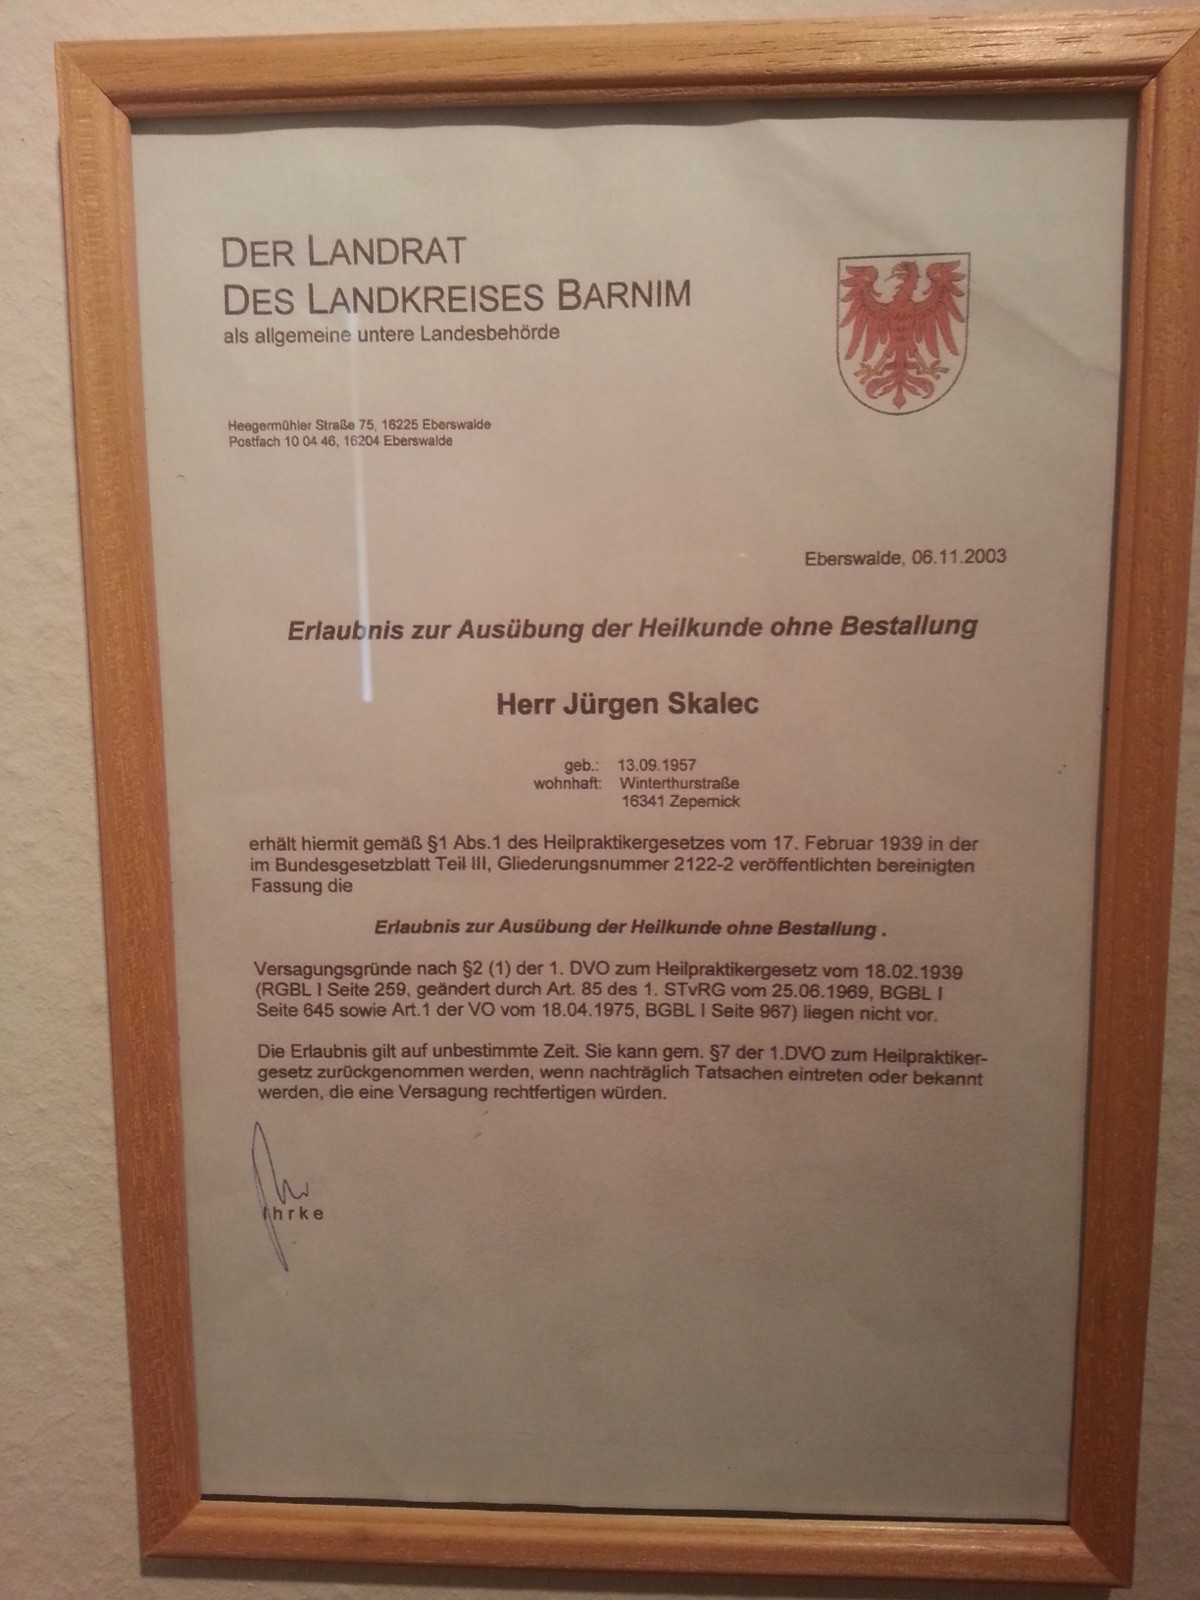 DER LANDRAT
DES LANDKREISES BARNIM
als allgemeine untere Landesbehörde
Heegermühler Straße 75, 16225 Eberswalde
Postfach 10 04 46, 16204 Eberswalde
Eberswalde, 06.11.2003
Erlaubnis zur Ausübung der Heilkunde ohne Bestallung
Herr Jürgen Skalec
geb.: 13.09.1957
wohnhaft: Winterthurstraße
16341 Zepernick
erhält hiermit gemäß §1 Abs.1 des Heilpraktikergesetzes vom 17. Februar 1939 in der
im Bundesgesetzblatt Teil III, Gliederungsnummer 2122-2 veröffentlichten bereinigten
Fassung die
Erlaubnis zur Ausübung der Heilkunde ohne Bestallung .
Versagungsgründe nach §2 (1) der 1. DVO zum Heilpraktikergesetz vom 18.02.1939
(RGBL I Seite 259, geändert durch Art. 85 des 1. STvRG vom 25.06.1969, BGBL I
Seite 645 sowie Art.1 der VO vom 18.04.1975, BGBL I Seite 967) liegen nicht vor.
Die Erlaubnis gilt auf unbestimmte Zeit. Sie kann gem. §7 der 1.DVO zum Heilpraktiker-
gesetz zurückgenommen werden, wenn nachträglich Tatsachen eintreten oder bekannt
werden, die eine Versagung rechtfertigen würden.
Ihrke